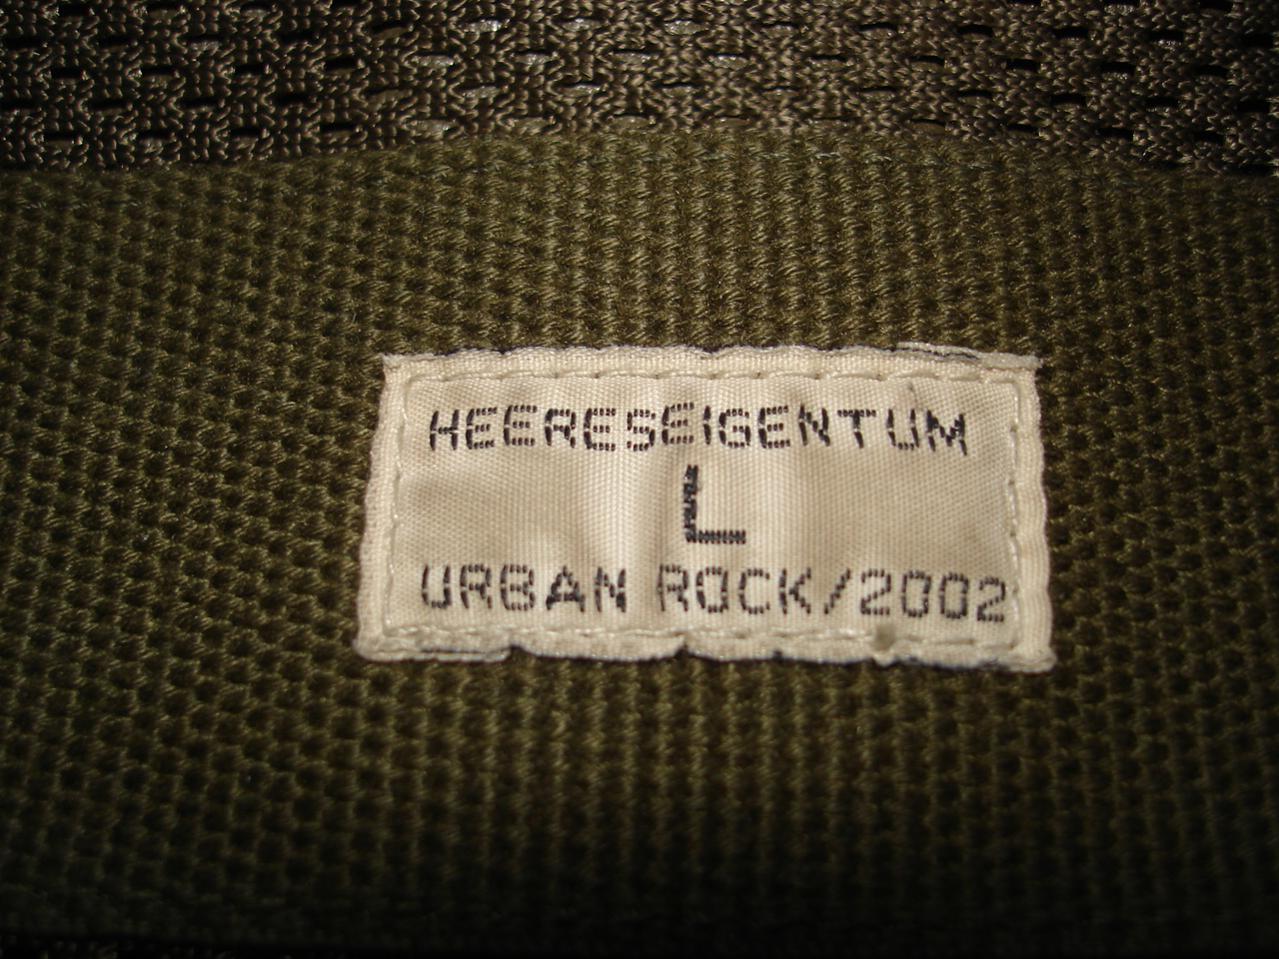 HEERESEIGENTUM
L
URBAN ROCK/2002